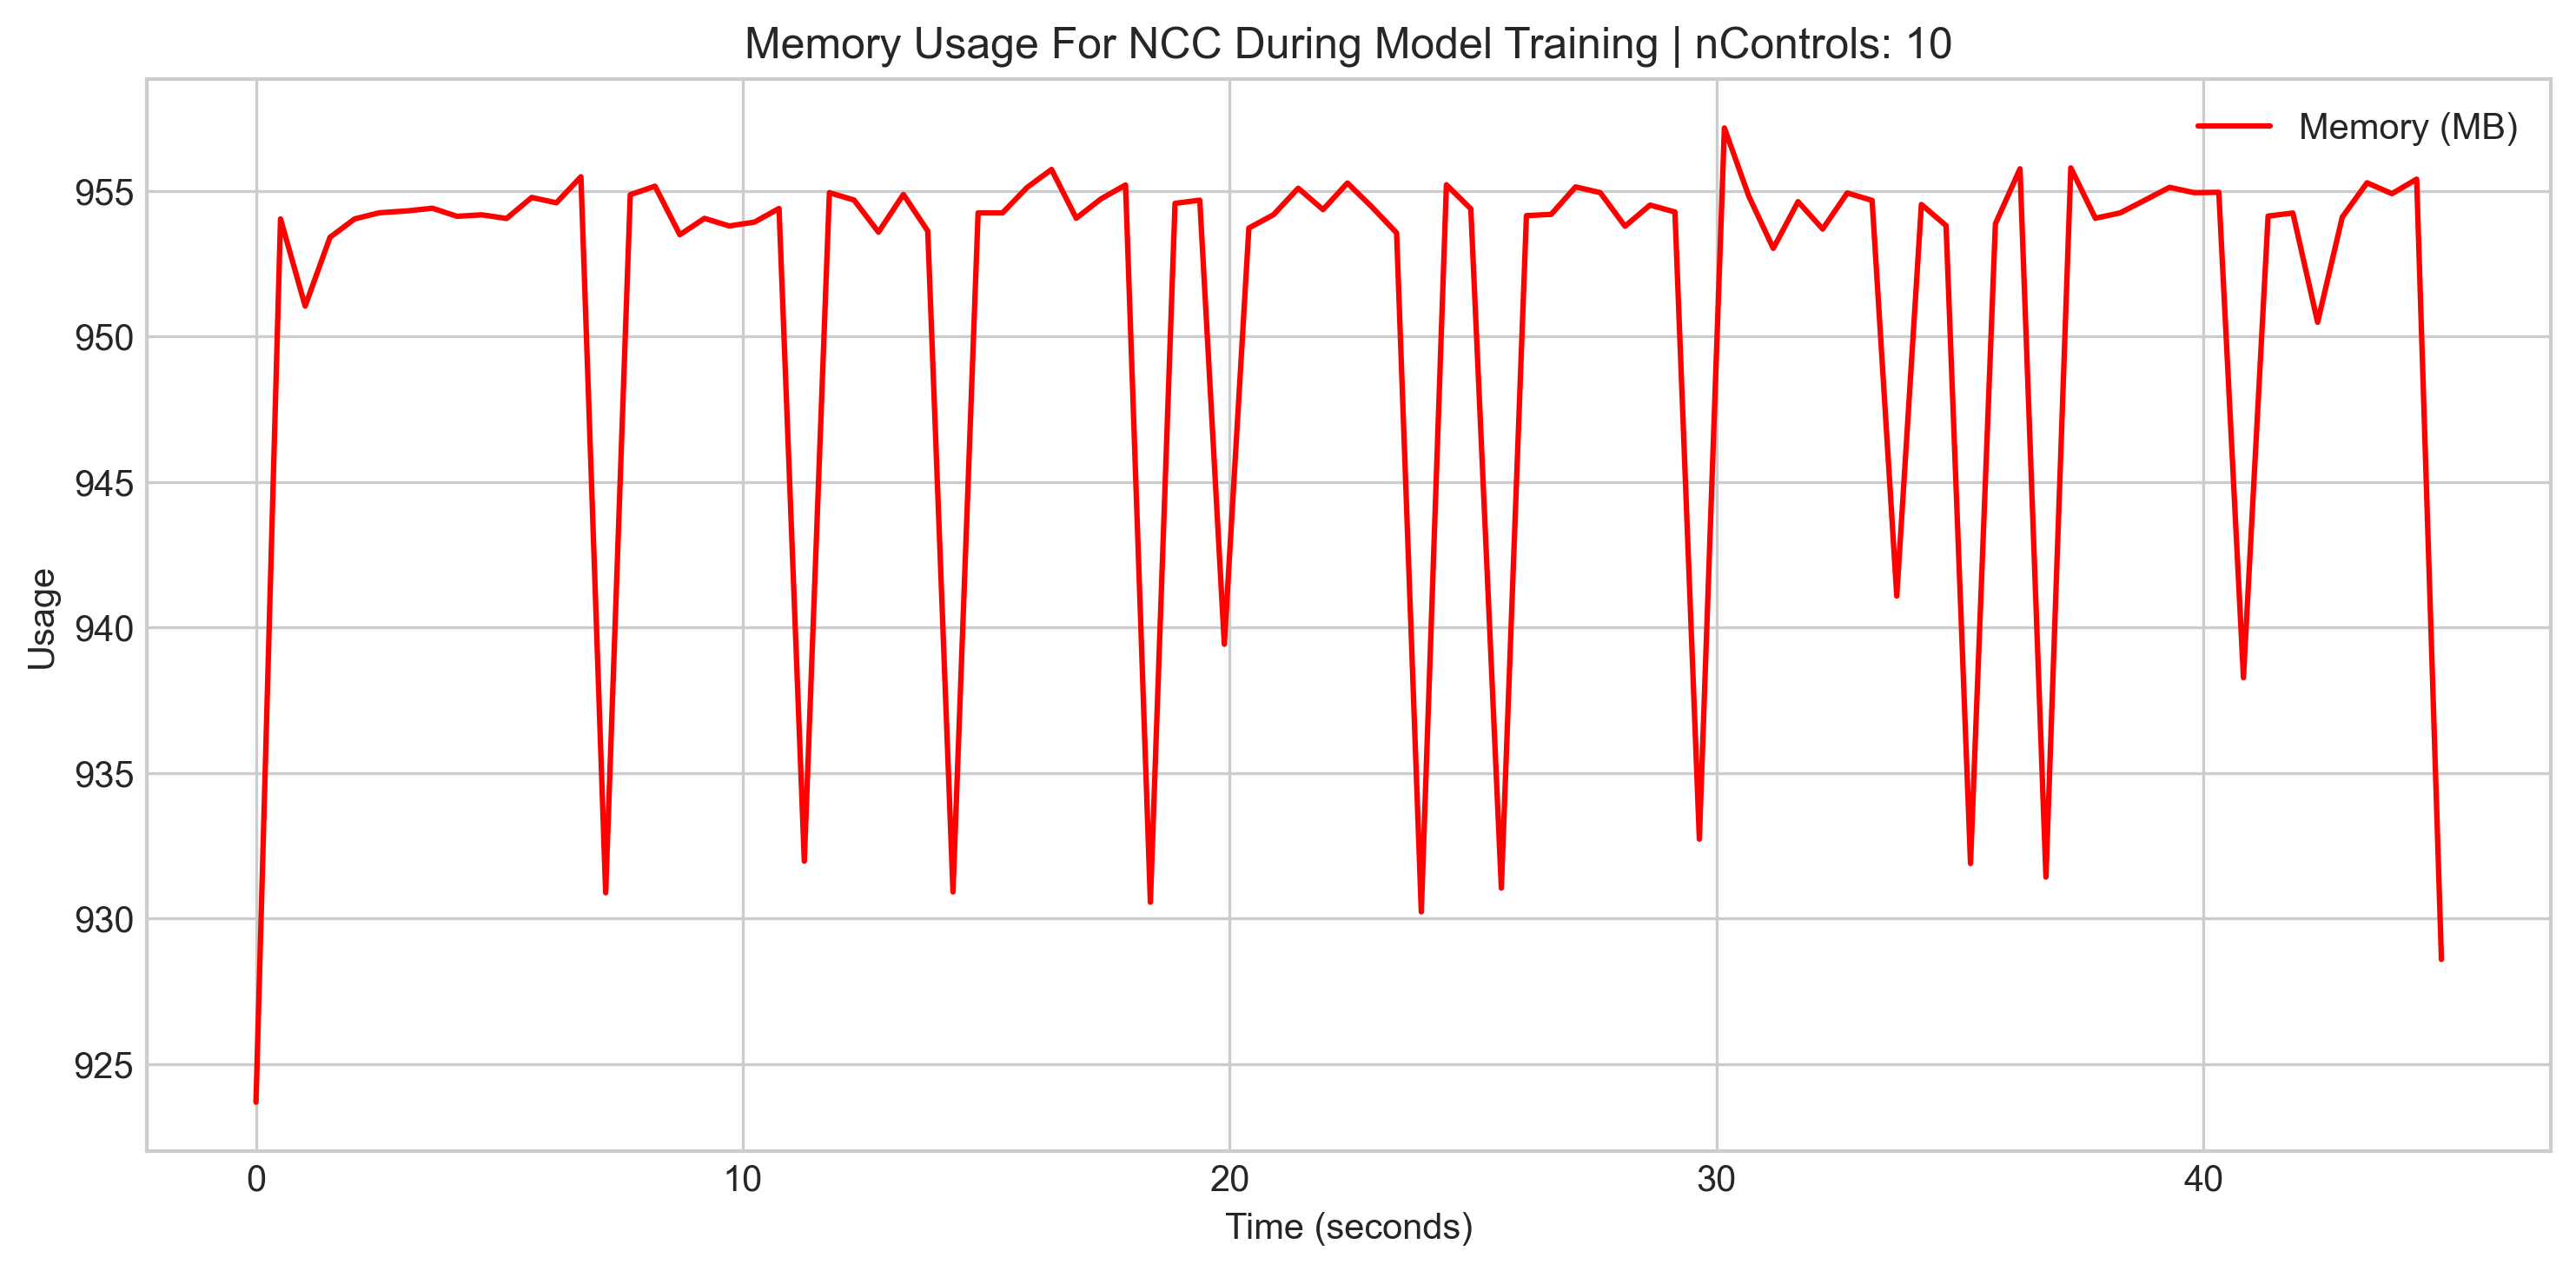 Memory Usage For NCC During Model Training | nControls: 10
Memory (MB)
955
950
945
940
935
930
925
Usage
0 10 20 30 40
Time (seconds)